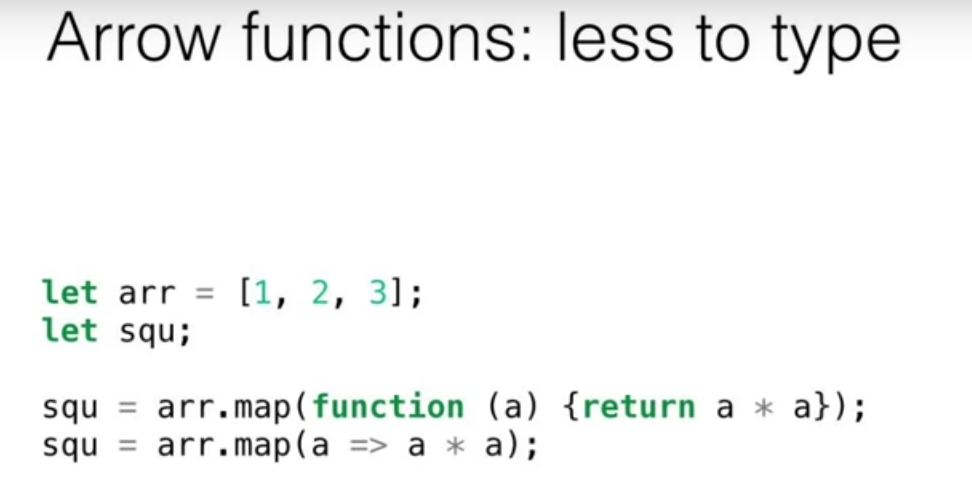 Arrow functions: less to type
let arr = [1, 2, 3];
let squ;
squ = arr.map(function (a) {return a * a});
squ = arr.map(a => a * a);